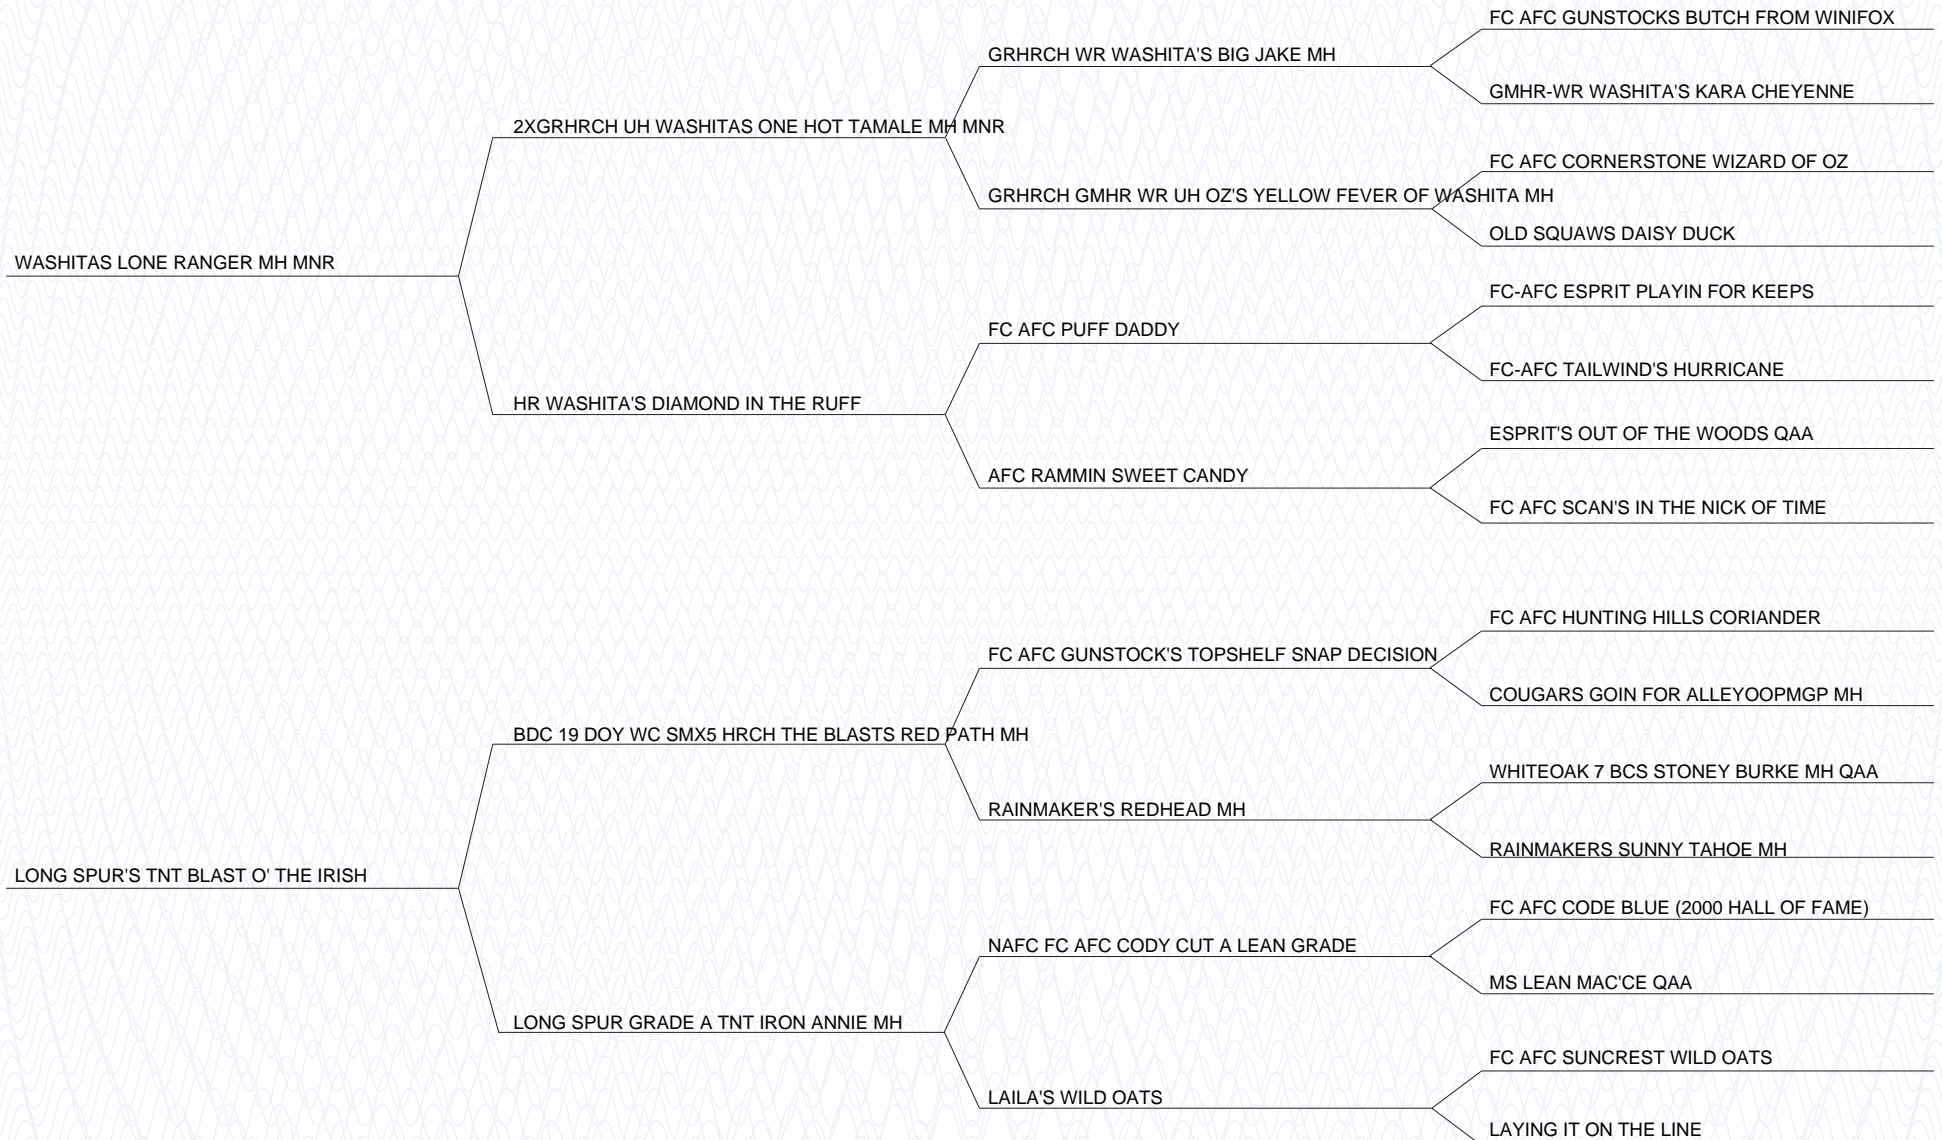 FC AFC GUNSTOCKS BUTCH FROM WINIFOX
GRHRCH WR WASHITA'S BIG JAKE MH
GMHR-WR WASHITA'S KARA CHEYENNE
2XGRHRCH UH WASHITAS ONE HOT TAMALE MH MNR
FC AFC CORNERSTONE WIZARD OF OZ
GRHRCH GMHR WR UH OZ'S YELLOW FEVER OF WASHITA MH
OLD SQUAWS DAISY DUCK
WASHITAS LONE RANGER MH MNR
FC-AFC ESPRIT PLAYIN FOR KEEPS
FC AFC PUFF DADDY
FC-AFC TAILWIND'S HURRICANE
HR WASHITA'S DIAMOND IN THE RUFF
ESPRIT'S OUT OF THE WOODS QAA
AFC RAMMIN SWEET CANDY
FC AFC SCAN'S IN THE NICK OF TIME
FC AFC HUNTING HILLS CORIANDER
FC AFC GUNSTOCK'S TOPSHELF SNAP DECISION
COUGARS GOIN FOR ALLEYOOPMGP MH
BDC 19 DOY WC SMX5 HRCH THE BLASTS RED PATH MH
WHITEOAK 7 BCS STONEY BURKE MH QAA
RAINMAKER'S REDHEAD MH
RAINMAKERS SUNNY TAHOE MH
LONG SPUR'S TNT BLAST O' THE IRISH
FC AFC CODE BLUE (2000 HALL OF FAME)
NAFC FC AFC CODY CUT A LEAN GRADE
MS LEAN MAC'CE QAA
LONG SPUR GRADE A TNT IRON ANNIE MH
FC AFC SUNCREST WILD OATS
LAILA'S WILD OATS
LAYING IT ON THE LINE